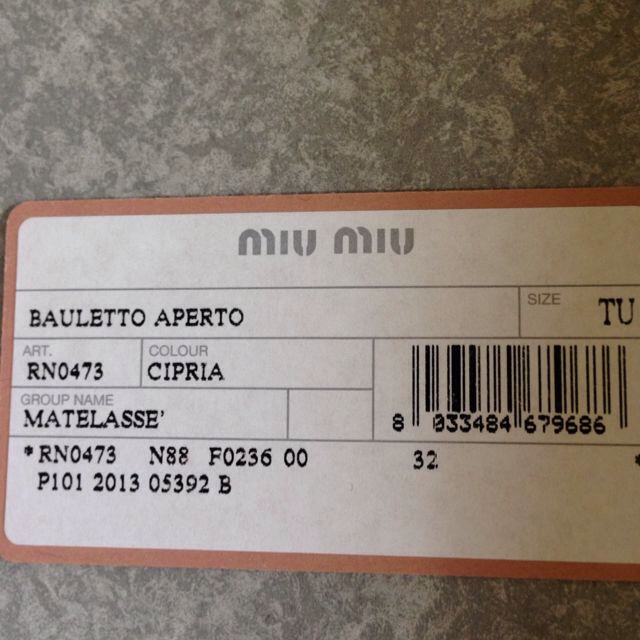 miu miu
BAULETTO APERTO
SIZE TU
ART. COLOUR
RN0473 CIPRIA
GROUP NAME
MATELASSE'
8 033484 679686
*RN0473 N88 F0236 00 32 *
P101 2013 05392 B